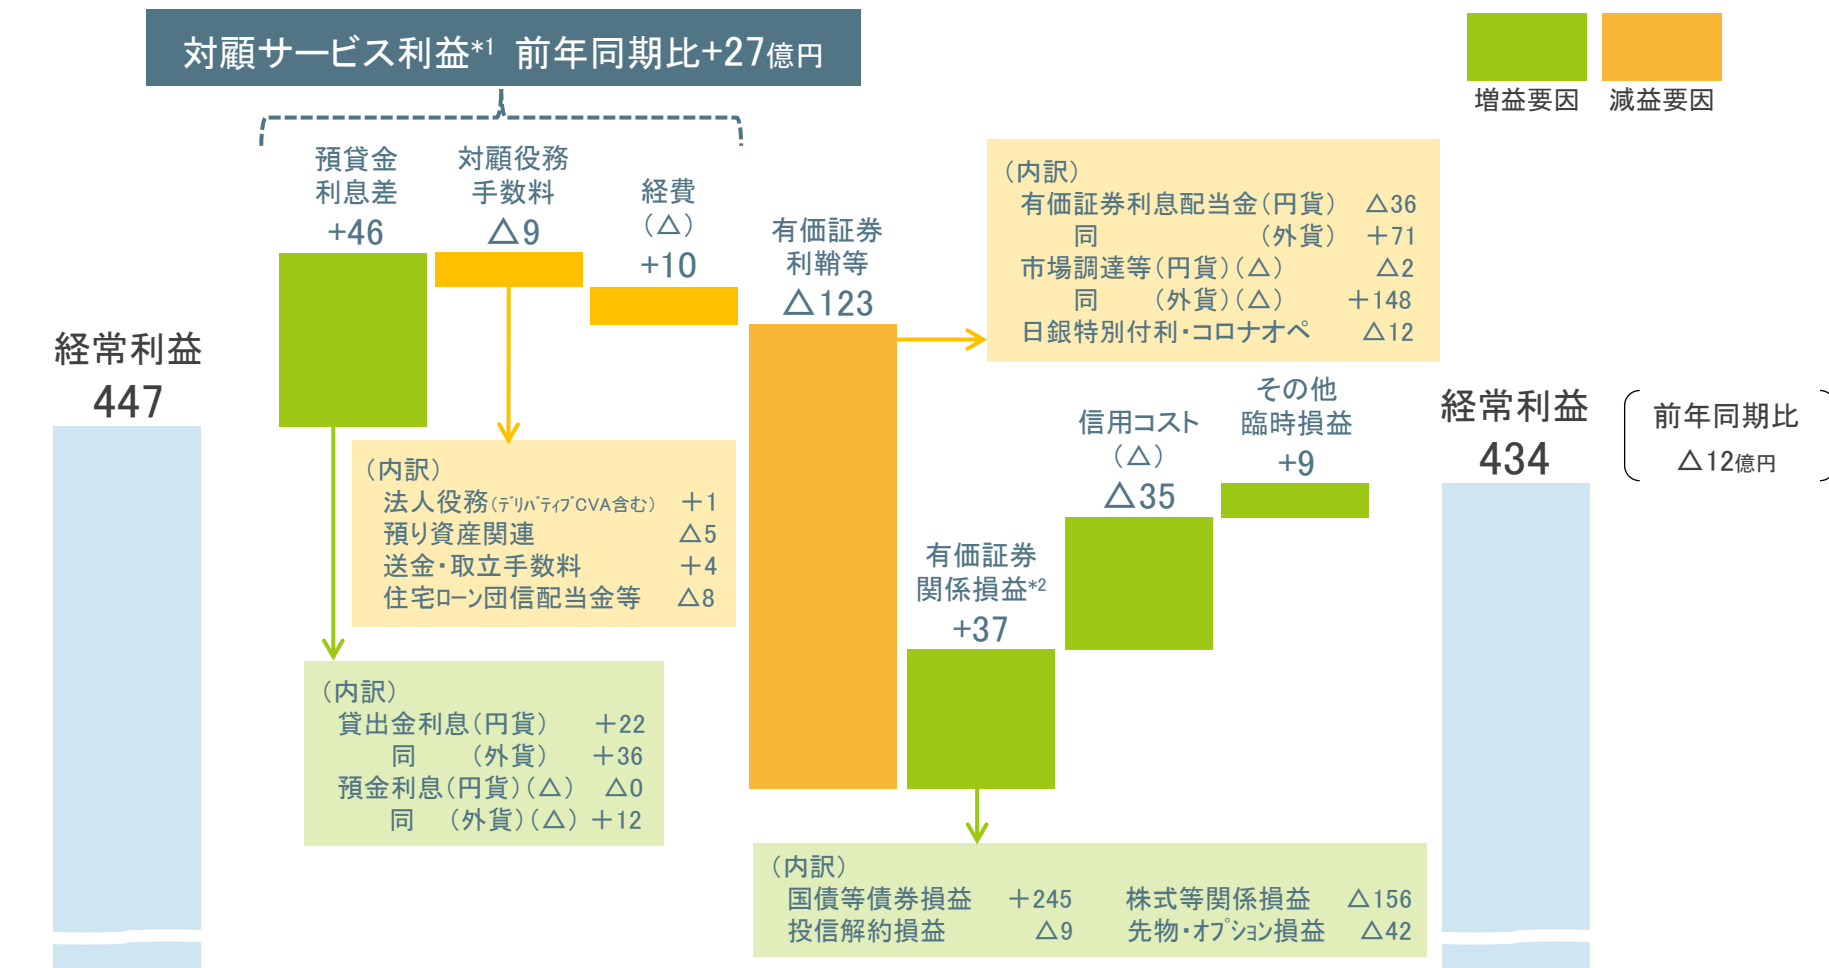 対顧サービス利益*1 前年同期比+27億円
増益要因
減益要因
預貸金
利息差
+46
対顧役務
手数料
△9
経費
(△)
+10
有価証券
利鞘等
△123
(内訳)
有価証券利息配当金(円貨) △36
同 (外貨) +71
市場調達等(円貨)(△) △2
同 (外貨)(△) +148
日銀特別付利・コロナオペ △12
経常利益
447
(内訳)
法人役務(デリバティブCVA含む) +1
預り資産関連 △5
送金・取立手数料 +4
住宅ローン団信配当金等 △8
(内訳)
貸出金利息(円貨) +22
同 (外貨) +36
預金利息(円貨)(△) △0
同 (外貨)(△) +12
有価証券
関係損益*2
+37
信用コスト
(△)
△35
その他
臨時損益
+9
経常利益
434
前年同期比
△12億円
(内訳)
国債等債券損益 +245 株式等関係損益 △156
投信解約損益 △9 先物・オプション損益 △42